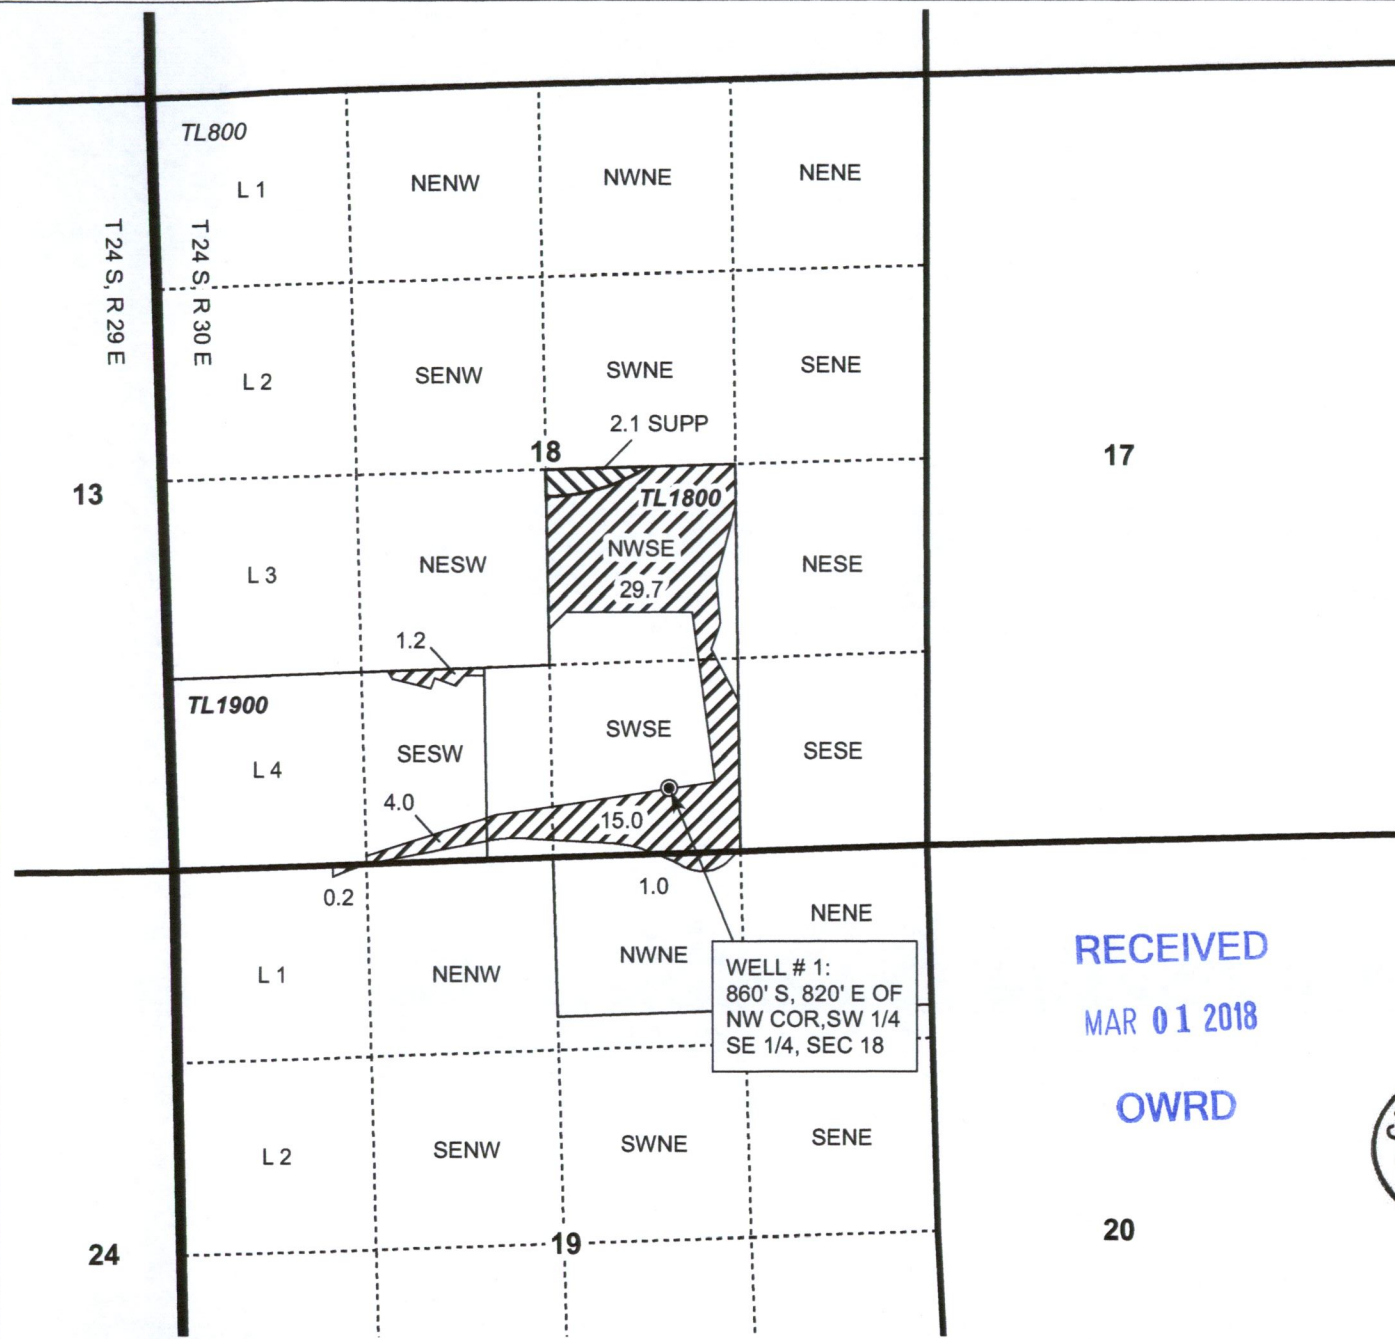 TL800
L 1
NENW
NWNE
NENE
T 24 S, R 29 E
T 24 S, R 30 E
L 2
SENW
SWNE
SENE
2.1 SUPP
18
17
13
TL1800
NWSE
29.7
L 3
NESW
NESE
1.2
TL1900
SWSE
SESW
SESE
L 4
4.0
15.0
0.2
1.0
NENE
NWNE
L 1
NENW
WELL # 1:
860' S, 820' E OF
NW COR,SW 1/4
SE 1/4, SEC 18
RECEIVED
MAR 01 2018
OWRD
L 2
SENW
SWNE
SENE
19
20
24